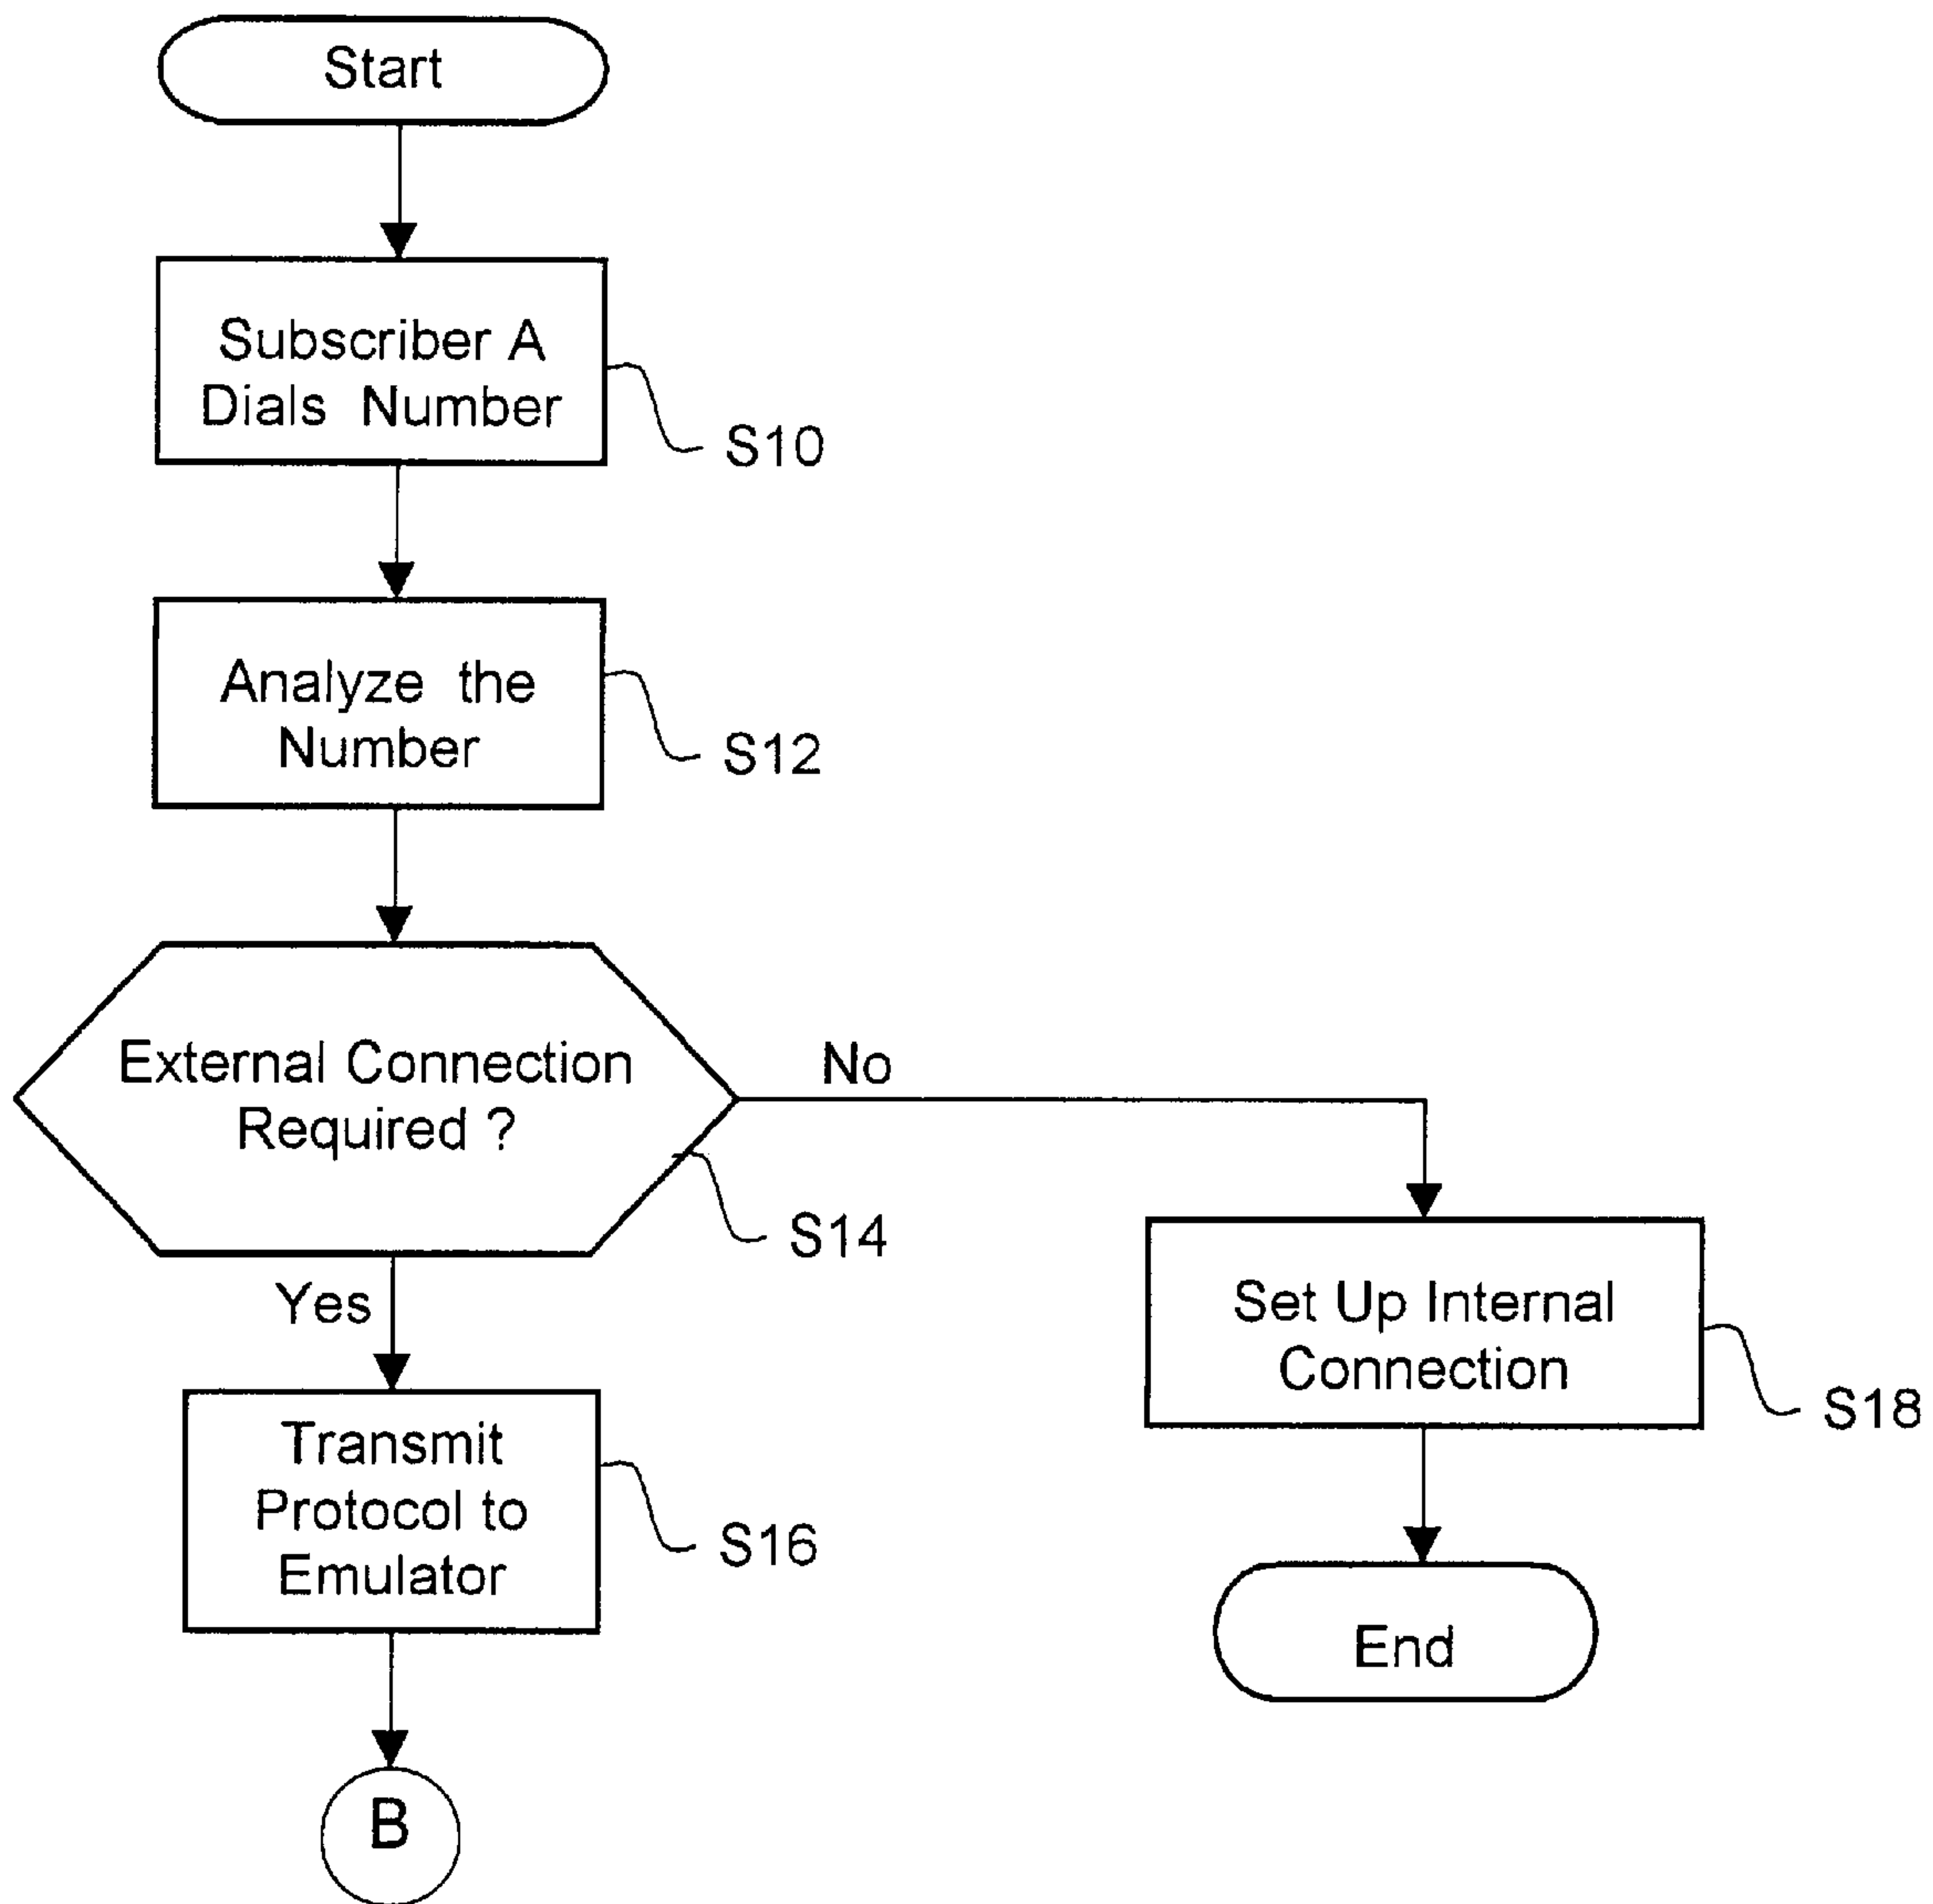 Start
Subscriber A
Dials Number
S10
Analyze the
Number
S12
External Connection
Required ?
No
S14
Yes
Set Up Internal
Connection
S18
Transmit
Protocol to
Emulator
S16
End
B